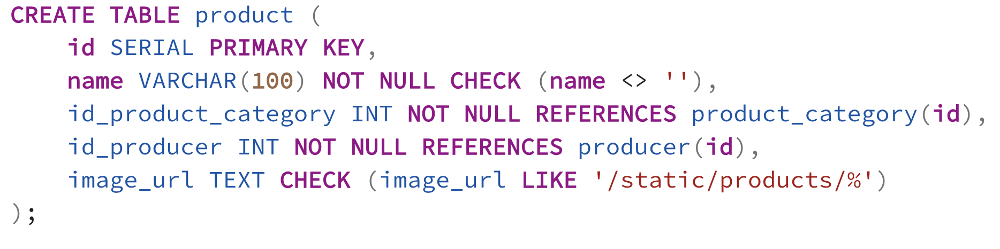 CREATE TABLE product (
    id SERIAL PRIMARY KEY,
    name VARCHAR(100) NOT NULL CHECK (name <> ''),
    id_product_category INT NOT NULL REFERENCES product_category(id),
    id_producer INT NOT NULL REFERENCES producer(id),
    image_url TEXT CHECK (image_url LIKE '/static/products/%')
);